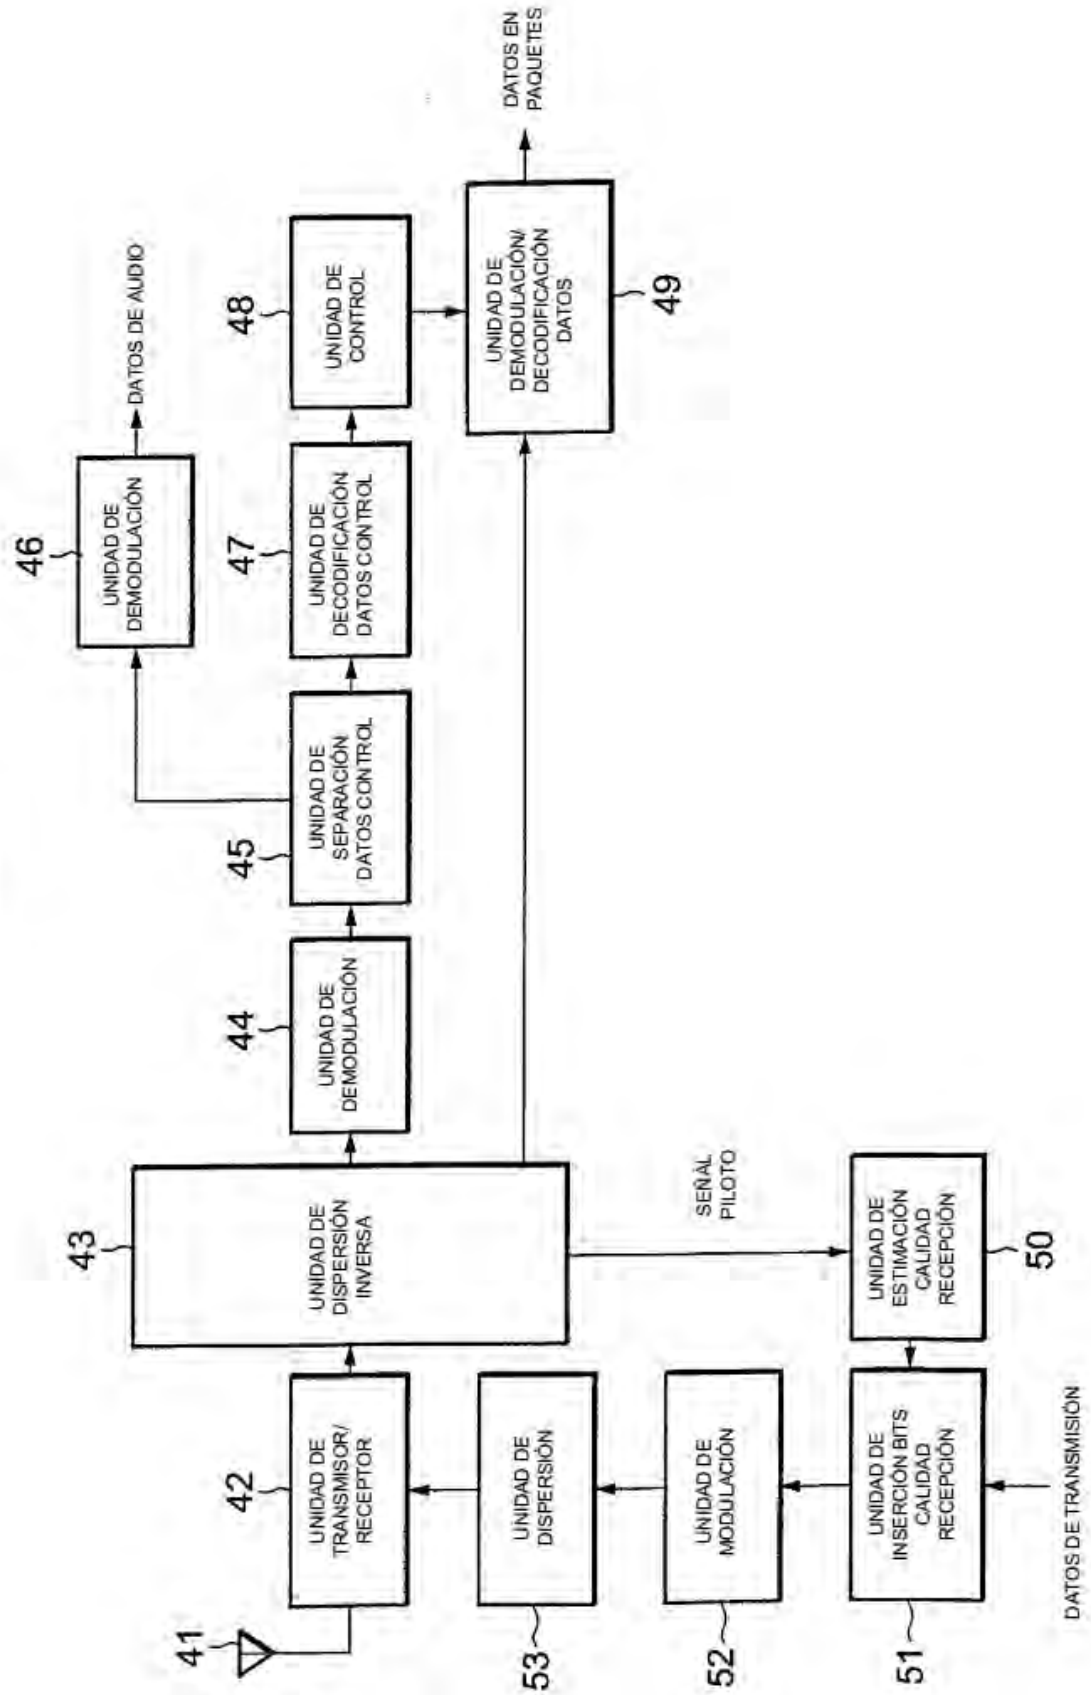 41
42
UNIDAD DE
TRANSMISOR/
RECEPTOR
43
UNIDAD DE
DISPERSIÓN
INVERSA
44
UNIDAD DE
DEMODULACIÓN
45
UNIDAD DE
SEPARACIÓN
DATOS CONTROL
46
UNIDAD DE
DEMODULACIÓN
DATOS DE AUDIO
47
UNIDAD DE
DECODIFICACIÓN
DATOS CONTROL
48
UNIDAD DE
CONTROL
UNIDAD DE
DEMODULACIÓN/
DECODIFICACIÓN
DATOS
49
DATOS EN
PAQUETES
SEÑAL
PILOTO
UNIDAD DE
ESTIMACIÓN
CALIDAD
RECEPCIÓN
50
UNIDAD DE
DISPERSIÓN
53
UNIDAD DE
MODULACIÓN
52
UNIDAD DE
INSERCIÓN BITS
CALIDAD
RECEPCIÓN
51
DATOS DE TRANSMISIÓN